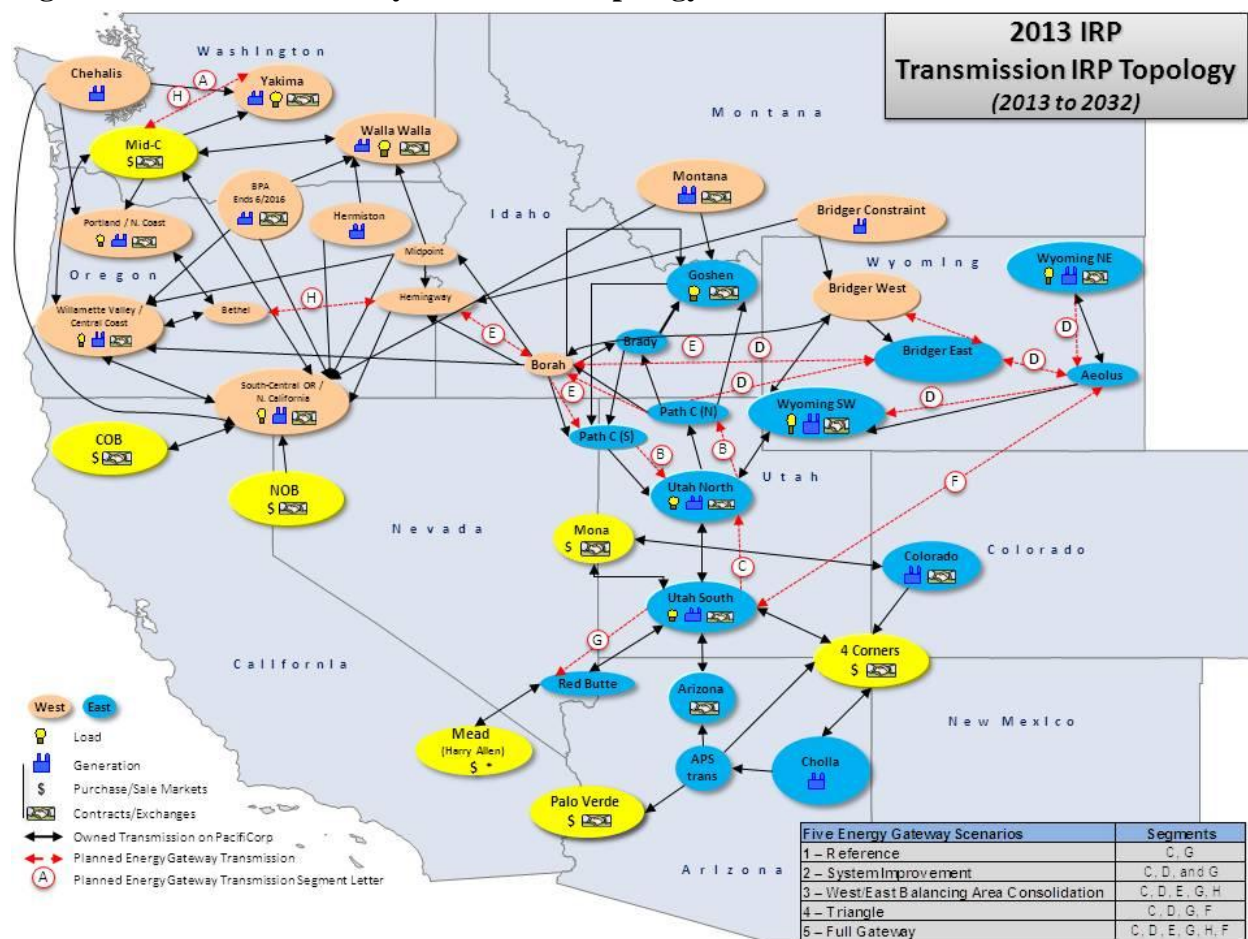 2013 IRP
Transmission IRP Topology
(2013 to 2032)
Washington
Montana
Idaho
Oregon
Wyoming
Nevada
Utah
Colorado
California
Arizona
New Mexico
Chehalis
Yakima
A
H
Mid-C
$
Walla Walla
BPA
Ends 6/2016
Portland / N. Coast
Hermiston
Montana
Bridger Constraint
Midpoint
Goshen
Wyoming NE
Bridger West
Willamette Valley /
Central Coast
Bethel
H
Hemingway
E
Brady
Borah
E
D
Bridger East
D
D
D
Aeolus
South-Central OR /
N. California
E
Path C (N)
Wyoming SW
D
COB
$
Path C (S)
B
B
NOB
$
Utah North
F
Mona
$
C
Colorado
Utah South
G
4 Corners
$
Red Butte
Arizona
Mead
(Harry Allen)
$ *
APS
trans
Cholla
Palo Verde
$
West
East
Load
Generation
$ Purchase/Sale Markets
Contracts/Exchanges
Owned Transmission on PacifiCorp
Planned Energy Gateway Transmission
A Planned Energy Gateway Transmission Segment Letter
Five Energy Gateway Scenarios Segments
1 – Reference C, G
2 – System Improvement C, D, and G
3 – West/East Balancing Area Consolidation C, D, E, G, H
4 – Triangle C, D, G, F
5 – Full Gateway C, D, E, G, H, F